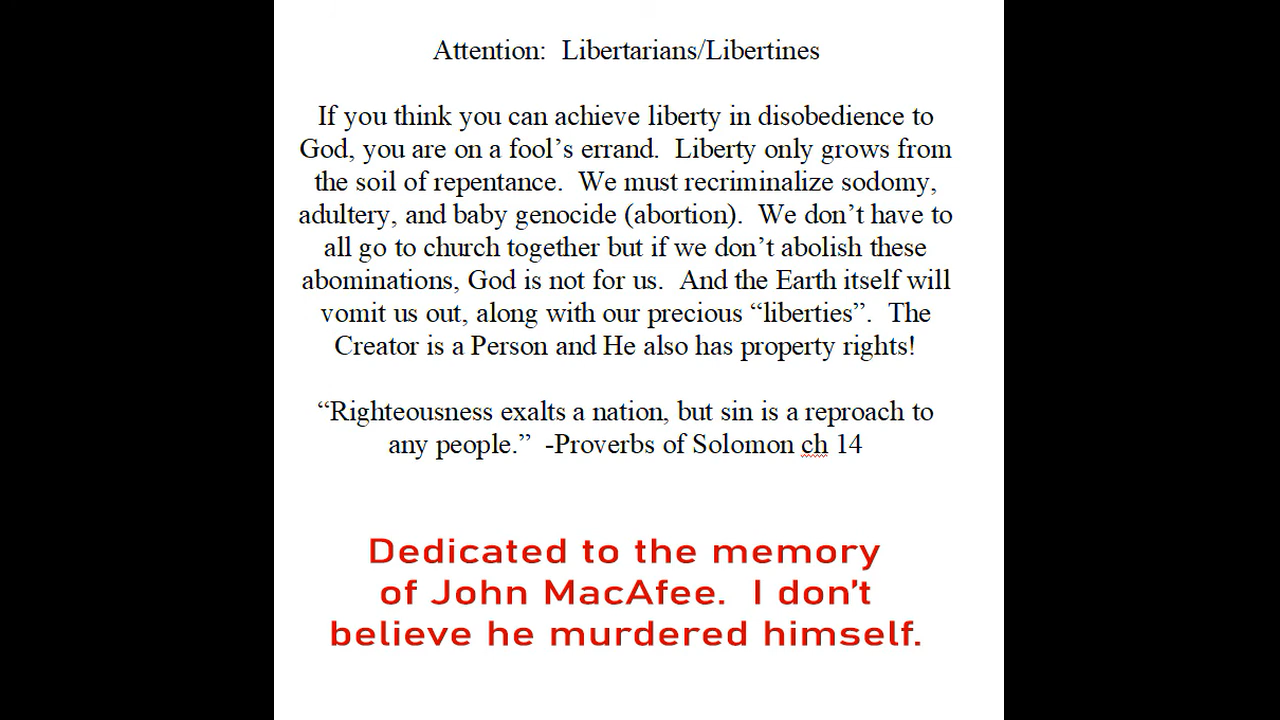 Attention:  Libertarians/Libertines
If you think you can achieve liberty in disobedience to
God, you are on a fool’s errand.  Liberty only grows from
the soil of repentance.  We must recriminalize sodomy,
adultery, and baby genocide (abortion).  We don’t have to
all go to church together but if we don’t abolish these
abominations, God is not for us.  And the Earth itself will
vomit us out, along with our precious “liberties”.  The
Creator is a Person and He also has property rights!
“Righteousness exalts a nation, but sin is a reproach to
any people.”  -Proverbs of Solomon ch 14
Dedicated to the memory
of John MacAfee.  I don’t
believe he murdered himself.